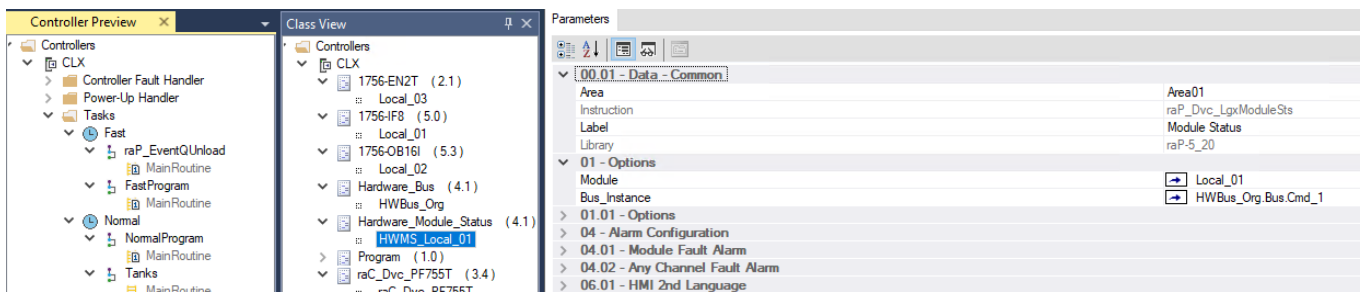 Controller Preview
Controllers
CLX
Controller Fault Handler
Power-Up Handler
Tasks
Fast
raP_EventQUnload
MainRoutine
FastProgram
MainRoutine
Normal
NormalProgram
MainRoutine
Tanks
MainRoutine
Class View
Controllers
CLX
1756-EN2T (2.1)
Local_03
1756-IF8 (5.0)
Local_01
1756-OB16I (5.3)
Local_02
Hardware_Bus (4.1)
HWBus_Org
Hardware_Module_Status (4.1)
HWMS_Local_01
Program (1.0)
raC_Dvc_PF755T (3.4)
raC_Dvc_PF755T
Parameters
00.01 - Data - Common
Area Area01
Instruction raP_Dvc_LgxModuleSts
Label Module Status
Library raP-5_20
01 - Options
Module Local_01
Bus_Instance HWBus_Org.Bus.Cmd_1
01.01 - Options
04 - Alarm Configuration
04.01 - Module Fault Alarm
04.02 - Any Channel Fault Alarm
06.01 - HMI 2nd Language